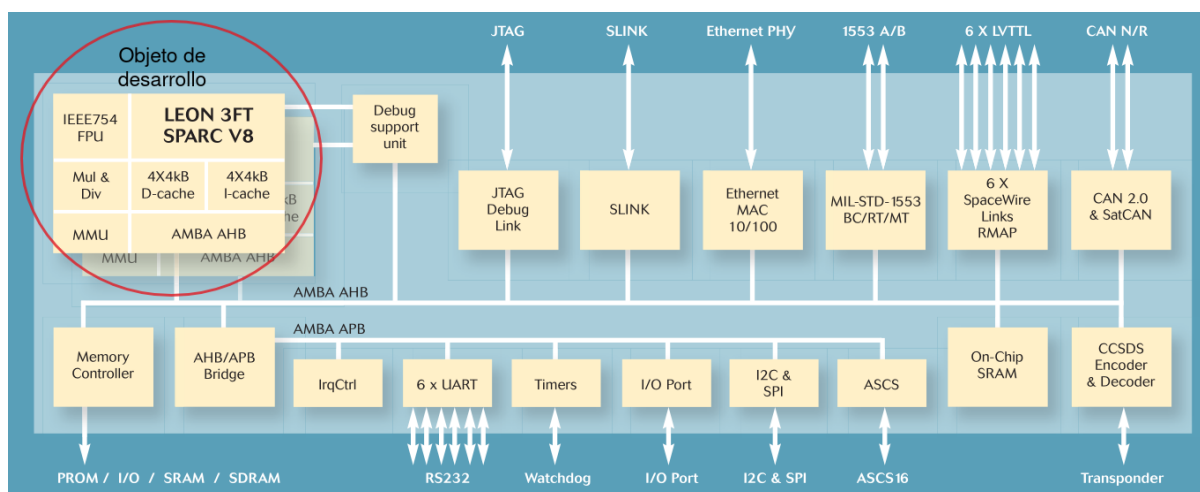 Objeto de
desarrollo
JTAG
SLINK
Ethernet PHY
1553 A/B
6 X LVTTL
CAN N/R
IEEE754
FPU
LEON 3FT
SPARC V8
Mul &
Div
4X4kB
D-cache
4X4kB
I-cache
MMU
AMBA AHB
kB
he
MMU
AMBA AHB
Debug
support
unit
JTAG
Debug
Link
SLINK
Ethernet
MAC
10/100
MIL-STD-1553
BC/RT/MT
6 X
SpaceWire
Links
RMAP
CAN 2.0
& SatCAN
AMBA AHB
AMBA APB
Memory
Controller
AHB/APB
Bridge
IrqCtrl
6 x UART
Timers
I/O Port
I2C &
SPI
ASCS
On-Chip
SRAM
CCSDS
Encoder
& Decoder
PROM / I/O / SRAM / SDRAM
RS232
Watchdog
I/O Port
I2C & SPI
ASCS16
Transponder